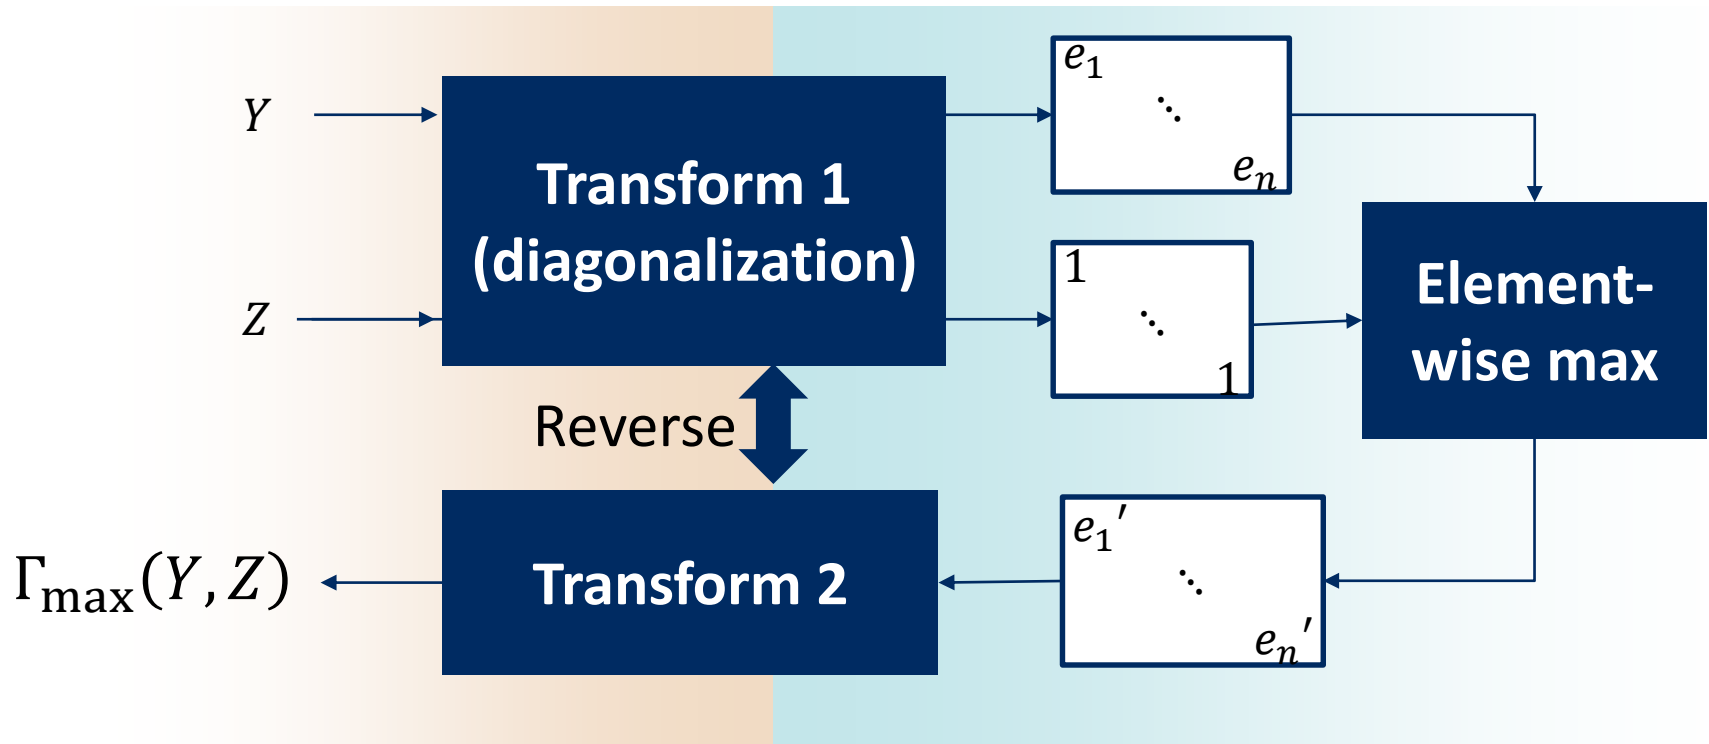 Y
Transform 1
(diagonalization)
e₁
⋱
eₙ
Z
1
⋱
1
Element-
wise max
Reverse
Γmax(Y, Z)
Transform 2
e₁′
⋱
eₙ′